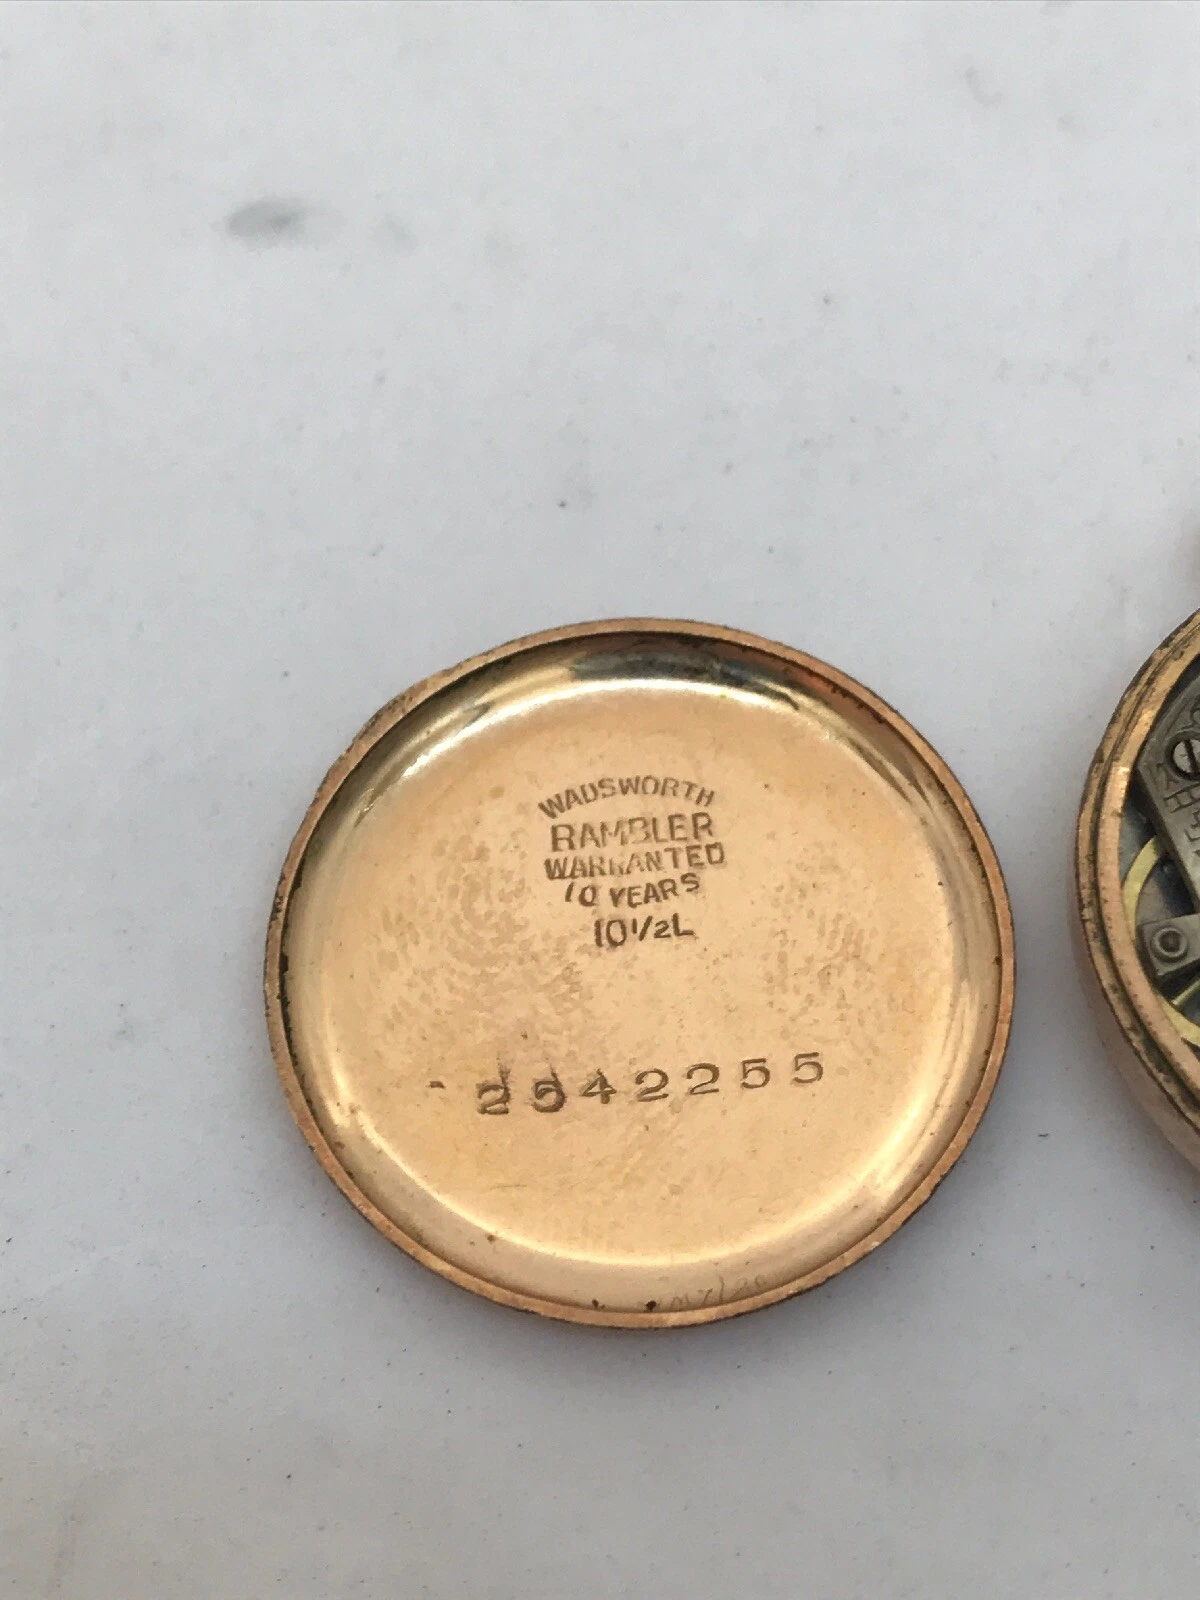 WADSWORTH
RAMBLER
WARRANTED
10 YEARS
10½L
2542255